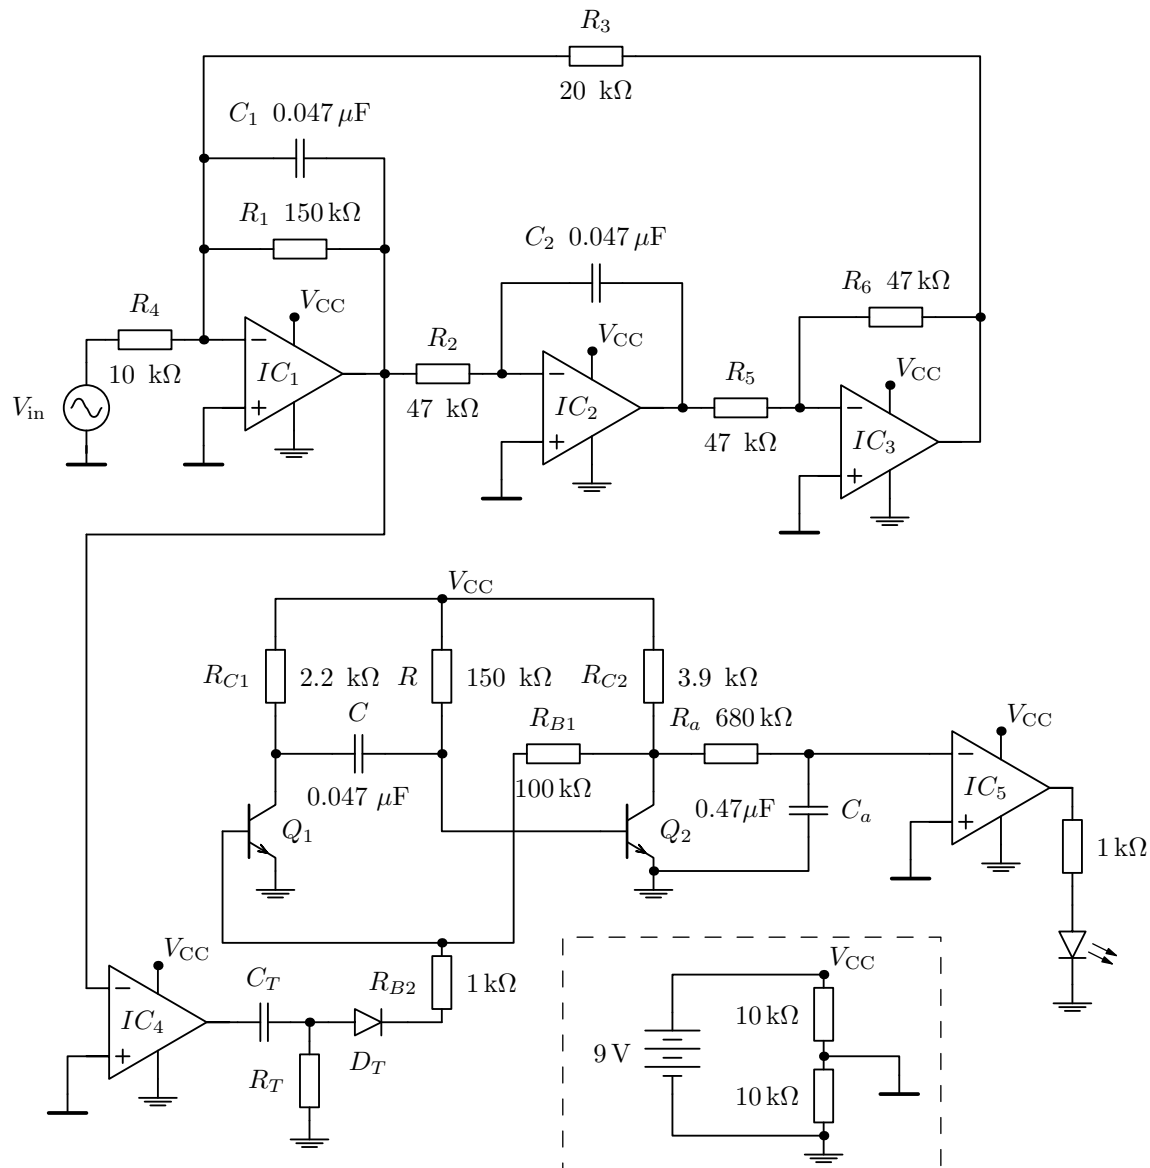 R3
20 kΩ
C1 0.047 μF
R1 150 kΩ
C2 0.047 μF
R6 47 kΩ
R4
VCC
10 kΩ
IC1
R2
VCC
47 kΩ
IC2
R5
VCC
47 kΩ
IC3
Vin
VCC
RC1 2.2 kΩ
R 150 kΩ
RC2 3.9 kΩ
C
0.047 μF
RB1
100 kΩ
Ra 680 kΩ
VCC
0.47μF Ca
IC5
Q1
Q2
1 kΩ
VCC
IC4
CT
RB2 1 kΩ
DT
RT
VCC
10 kΩ
9 V
10 kΩ